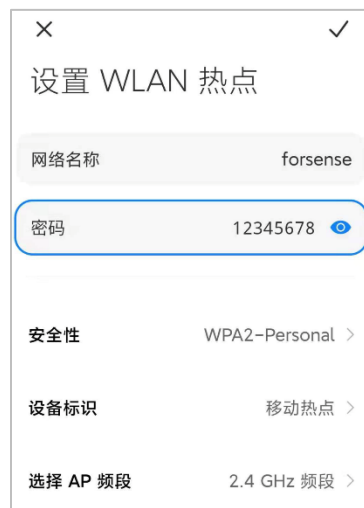 设置 WLAN 热点
网络名称 forsense
密码 12345678
安全性 WPA2-Personal
设备标识 移动热点
选择 AP 频段 2.4 GHz 频段